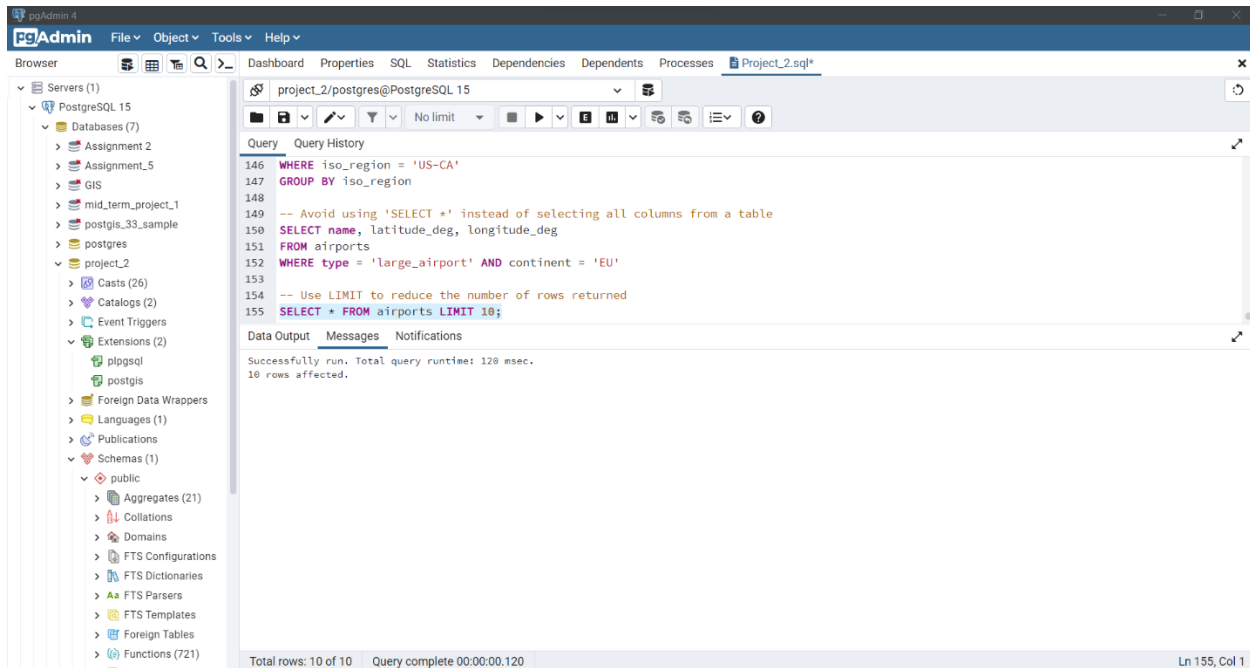 pgAdmin 4
pgAdmin File Object Tools Help
Browser
Dashboard Properties SQL Statistics Dependencies Dependents Processes Project_2.sql*
Servers (1)
PostgreSQL 15
Databases (7)
Assignment 2
Assignment_5
GIS
mid_term_project_1
postgis_33_sample
postgres
project_2
Casts (26)
Catalogs (2)
Event Triggers
Extensions (2)
plpgsql
postgis
Foreign Data Wrappers
Languages (1)
Publications
Schemas (1)
public
Aggregates (21)
Collations
Domains
FTS Configurations
FTS Dictionaries
Aa FTS Parsers
FTS Templates
Foreign Tables
Functions (721)
project_2/postgres@PostgreSQL 15
No limit E
Query Query History
146 WHERE iso_region = 'US-CA'
147 GROUP BY iso_region
148
149 -- Avoid using 'SELECT *' instead of selecting all columns from a table
150 SELECT name, latitude_deg, longitude_deg
151 FROM airports
152 WHERE type = 'large_airport' AND continent = 'EU'
153
154 -- Use LIMIT to reduce the number of rows returned
155 SELECT * FROM airports LIMIT 10;
Data Output Messages Notifications
Successfully run. Total query runtime: 120 msec.
10 rows affected.
Total rows: 10 of 10 Query complete 00:00:00.120 Ln 155, Col 1